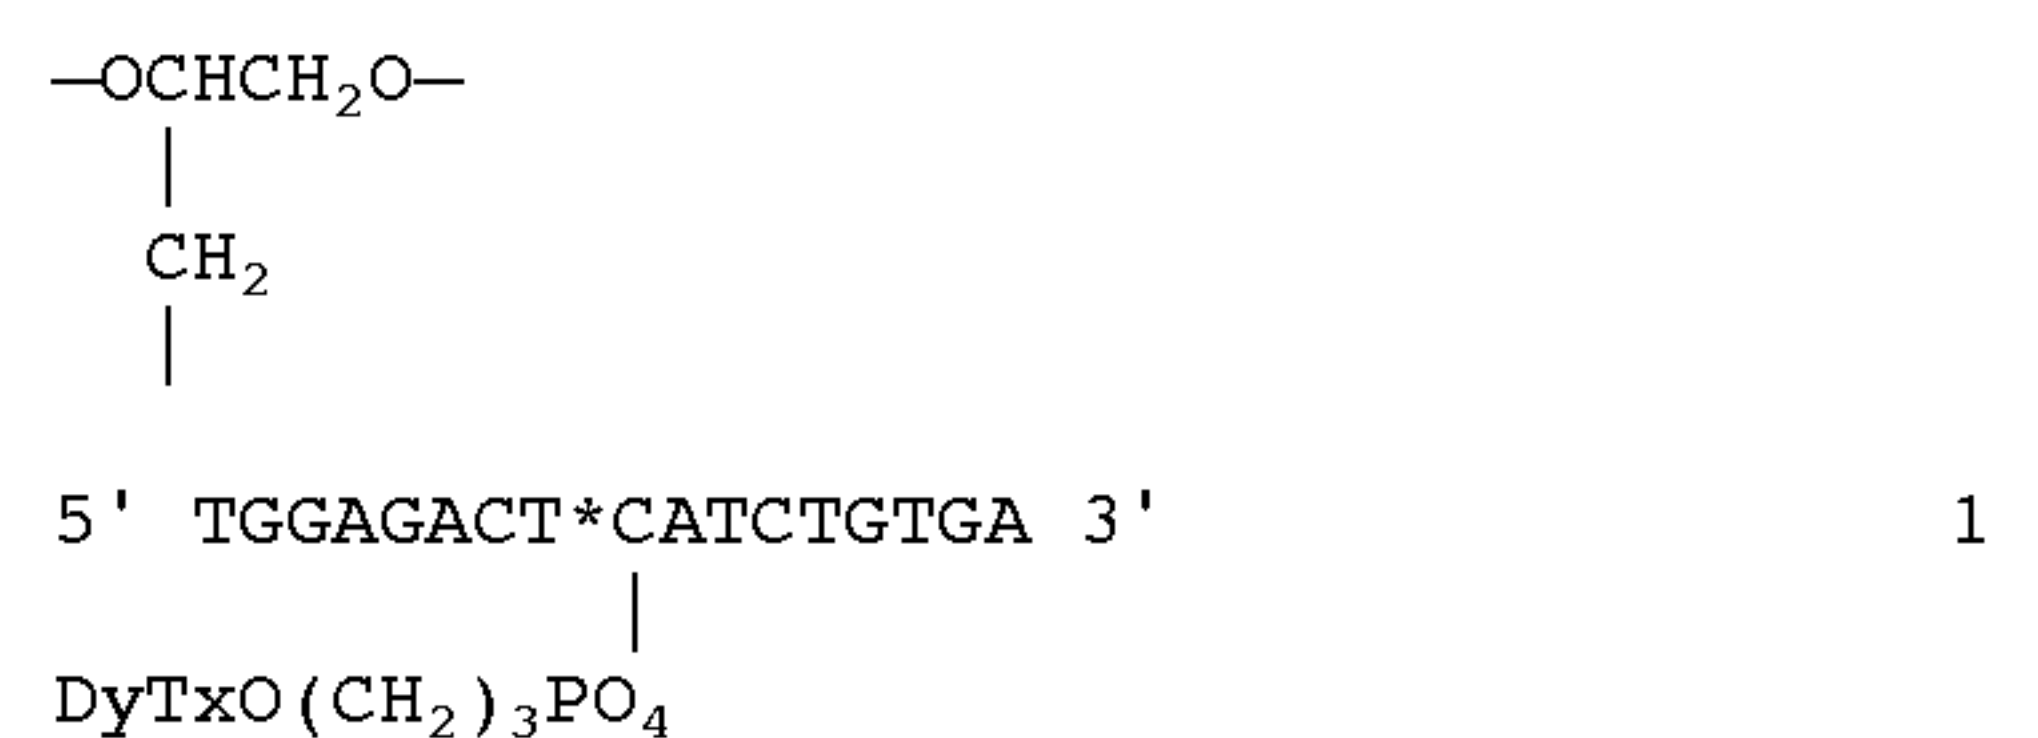 —OCHCH₂O—
|
CH₂
|
5' TGGAGACT*CATCTGTGA 3' 1
|
DyTxO(CH₂)₃PO₄